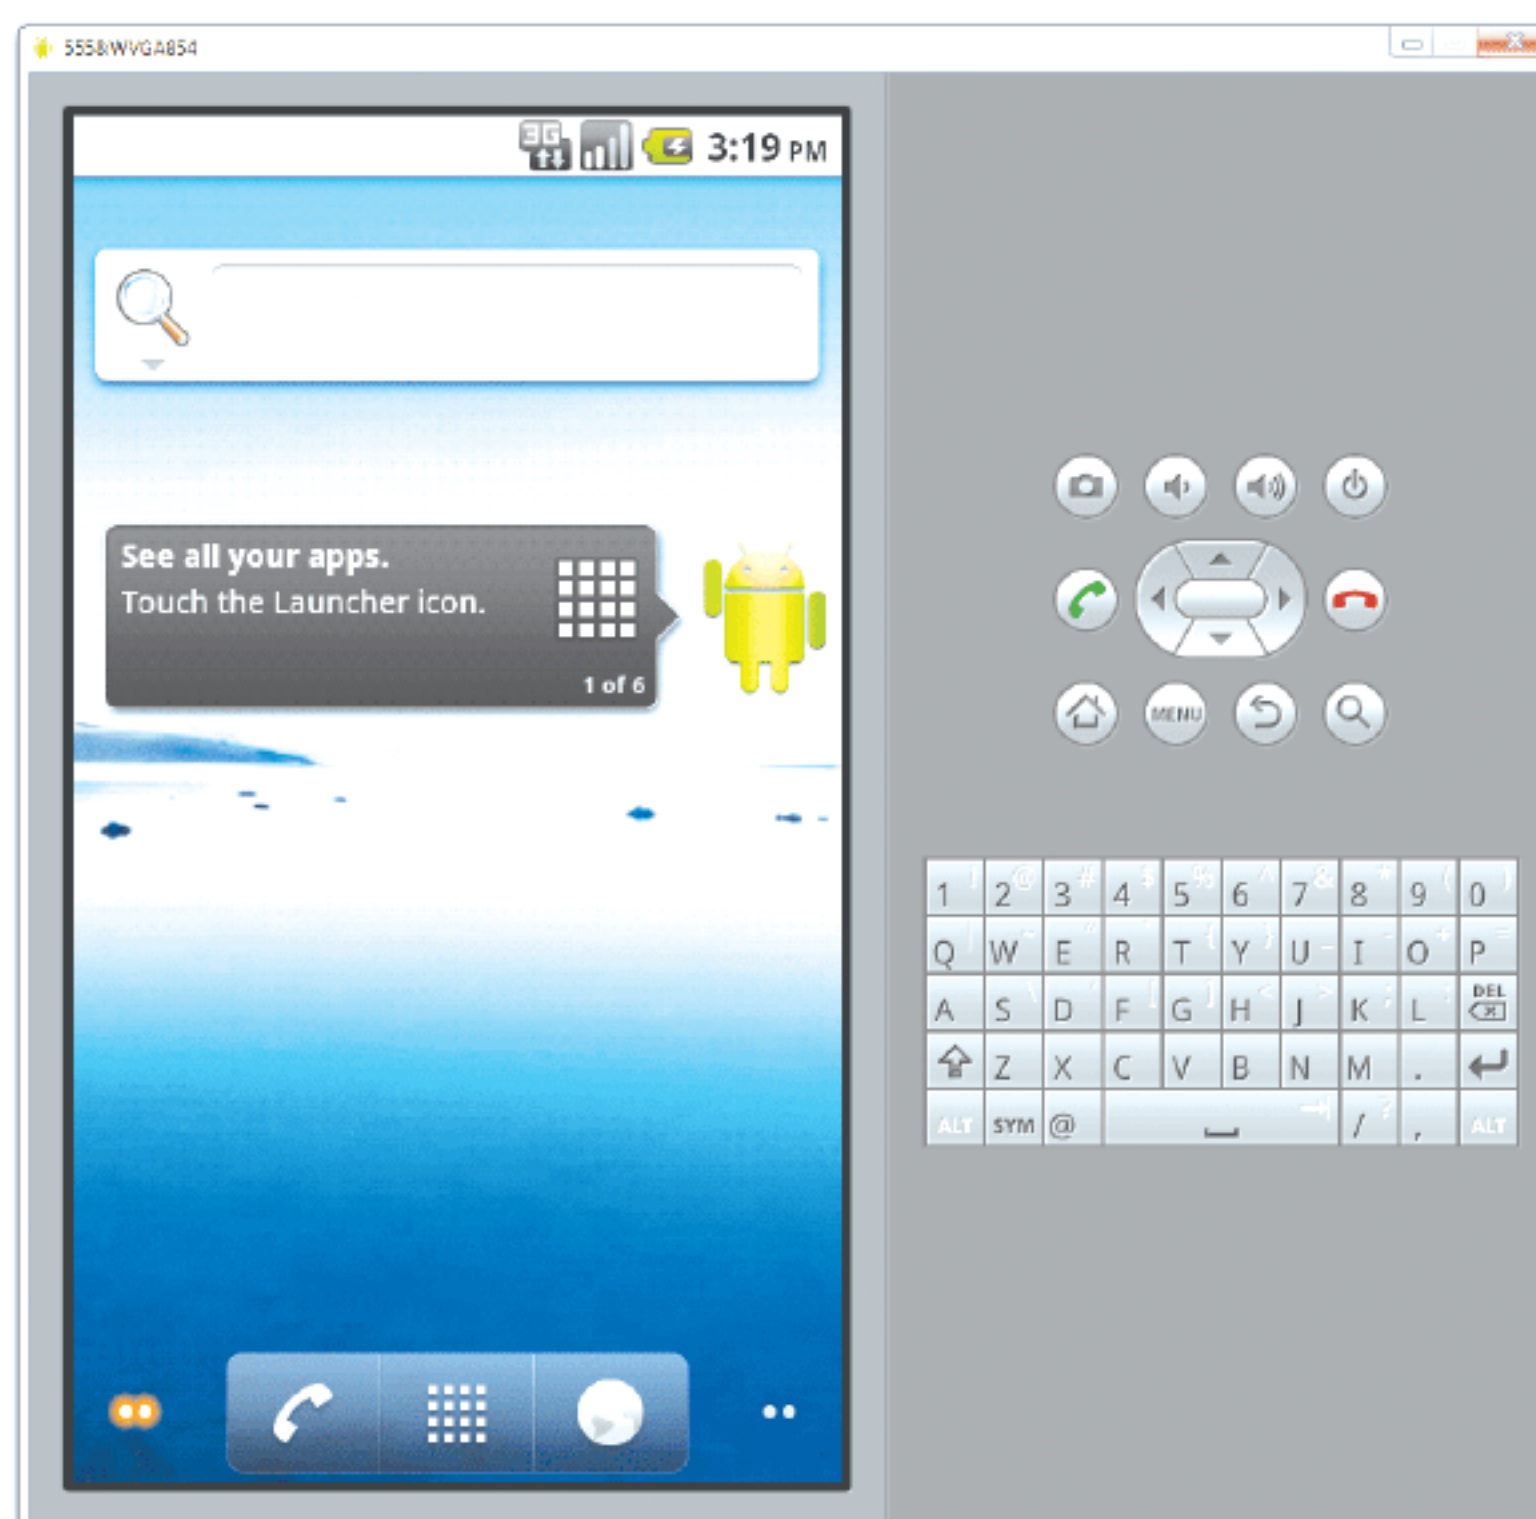 555&:WVGA854
3G
3:19 PM
See all your apps.
Touch the Launcher icon.
1 of 6
MENU
1 2 @ 3 # 4 $ 5 % 6 ^ 7 & 8 * 9 ( 0 )
Q W E R T { Y } U _ I - O + P =
A S \ D ' F [ G ] H < J > K ; L : DEL
Z X C V B N M .
ALT SYM @ / ? , ALT